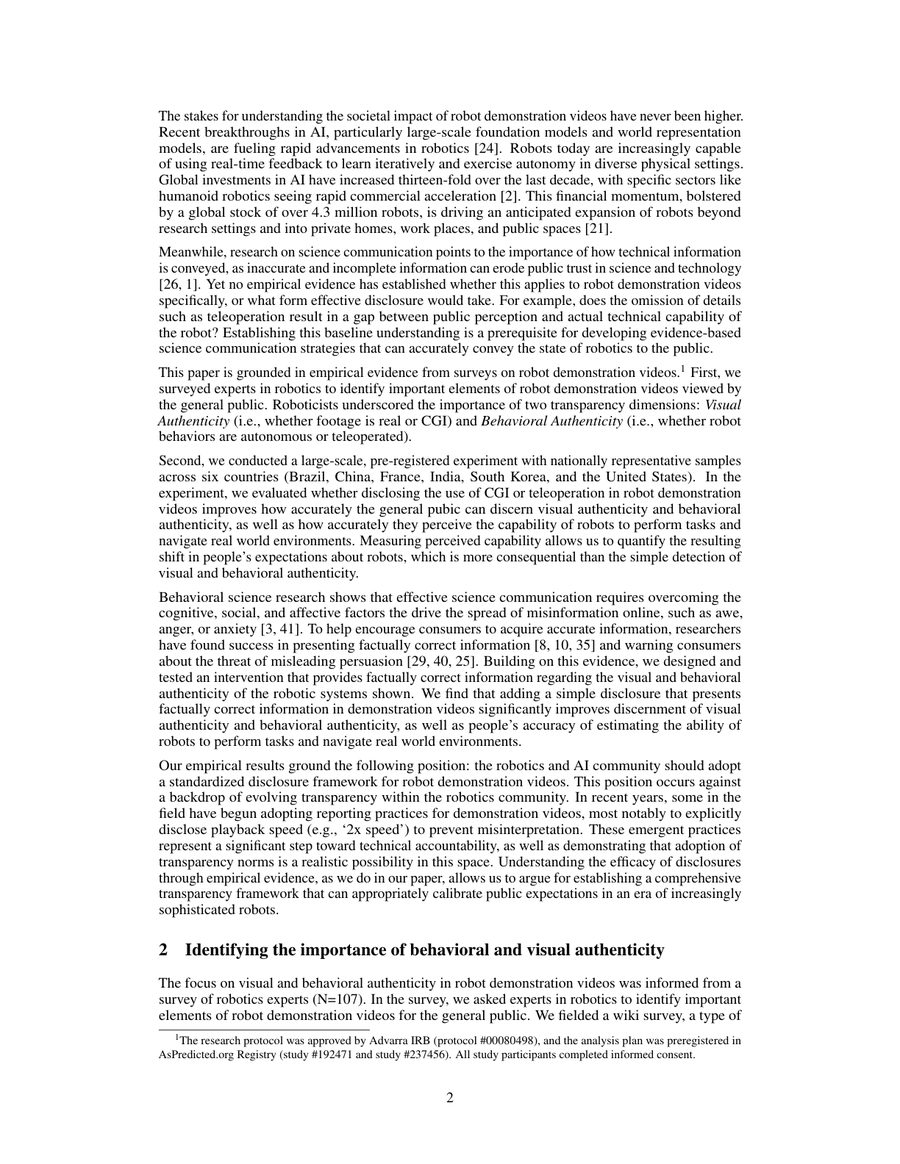 The stakes for understanding the societal impact of robot demonstration videos have never been higher.
Recent breakthroughs in AI, particularly large-scale foundation models and world representation
models, are fueling rapid advancements in robotics [24]. Robots today are increasingly capable
of using real-time feedback to learn iteratively and exercise autonomy in diverse physical settings.
Global investments in AI have increased thirteen-fold over the last decade, with specific sectors like
humanoid robotics seeing rapid commercial acceleration [2]. This financial momentum, bolstered
by a global stock of over 4.3 million robots, is driving an anticipated expansion of robots beyond
research settings and into private homes, work places, and public spaces [21].
Meanwhile, research on science communication points to the importance of how technical information
is conveyed, as inaccurate and incomplete information can erode public trust in science and technology
[26, 1]. Yet no empirical evidence has established whether this applies to robot demonstration videos
specifically, or what form effective disclosure would take. For example, does the omission of details
such as teleoperation result in a gap between public perception and actual technical capability of
the robot? Establishing this baseline understanding is a prerequisite for developing evidence-based
science communication strategies that can accurately convey the state of robotics to the public.
This paper is grounded in empirical evidence from surveys on robot demonstration videos.1 First, we
surveyed experts in robotics to identify important elements of robot demonstration videos viewed by
the general public. Roboticists underscored the importance of two transparency dimensions: Visual
Authenticity (i.e., whether footage is real or CGI) and Behavioral Authenticity (i.e., whether robot
behaviors are autonomous or teleoperated).
Second, we conducted a large-scale, pre-registered experiment with nationally representative samples
across six countries (Brazil, China, France, India, South Korea, and the United States). In the
experiment, we evaluated whether disclosing the use of CGI or teleoperation in robot demonstration
videos improves how accurately the general pubic can discern visual authenticity and behavioral
authenticity, as well as how accurately they perceive the capability of robots to perform tasks and
navigate real world environments. Measuring perceived capability allows us to quantify the resulting
shift in people's expectations about robots, which is more consequential than the simple detection of
visual and behavioral authenticity.
Behavioral science research shows that effective science communication requires overcoming the
cognitive, social, and affective factors the drive the spread of misinformation online, such as awe,
anger, or anxiety [3, 41]. To help encourage consumers to acquire accurate information, researchers
have found success in presenting factually correct information [8, 10, 35] and warning consumers
about the threat of misleading persuasion [29, 40, 25]. Building on this evidence, we designed and
tested an intervention that provides factually correct information regarding the visual and behavioral
authenticity of the robotic systems shown. We find that adding a simple disclosure that presents
factually correct information in demonstration videos significantly improves discernment of visual
authenticity and behavioral authenticity, as well as people's accuracy of estimating the ability of
robots to perform tasks and navigate real world environments.
Our empirical results ground the following position: the robotics and AI community should adopt
a standardized disclosure framework for robot demonstration videos. This position occurs against
a backdrop of evolving transparency within the robotics community. In recent years, some in the
field have begun adopting reporting practices for demonstration videos, most notably to explicitly
disclose playback speed (e.g., ‘2x speed’) to prevent misinterpretation. These emergent practices
represent a significant step toward technical accountability, as well as demonstrating that adoption of
transparency norms is a realistic possibility in this space. Understanding the efficacy of disclosures
through empirical evidence, as we do in our paper, allows us to argue for establishing a comprehensive
transparency framework that can appropriately calibrate public expectations in an era of increasingly
sophisticated robots.
2 Identifying the importance of behavioral and visual authenticity
The focus on visual and behavioral authenticity in robot demonstration videos was informed from a
survey of robotics experts (N=107). In the survey, we asked experts in robotics to identify important
elements of robot demonstration videos for the general public. We fielded a wiki survey, a type of
1The research protocol was approved by Advarra IRB (protocol #00080498), and the analysis plan was preregistered in
AsPredicted.org Registry (study #192471 and study #237456). All study participants completed informed consent.
2